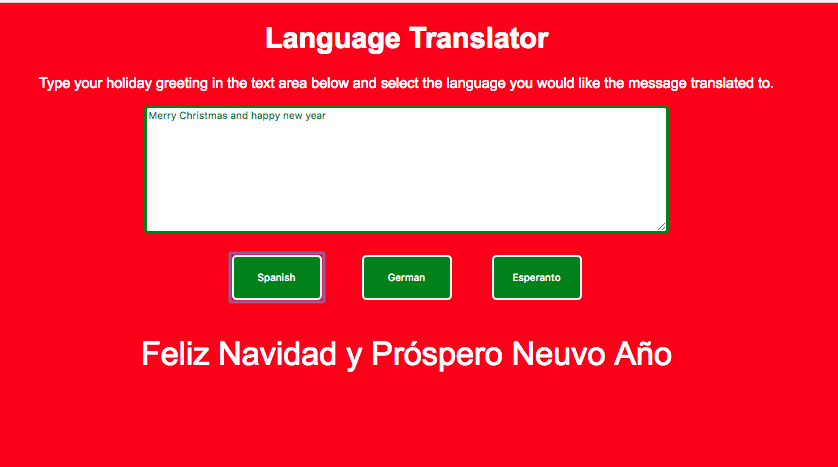 Language Translator
Type your holiday greeting in the text area below and select the language you would like the message translated to.
Merry Christmas and happy new year
Spanish German Esperanto
Feliz Navidad y Próspero Neuvo Año